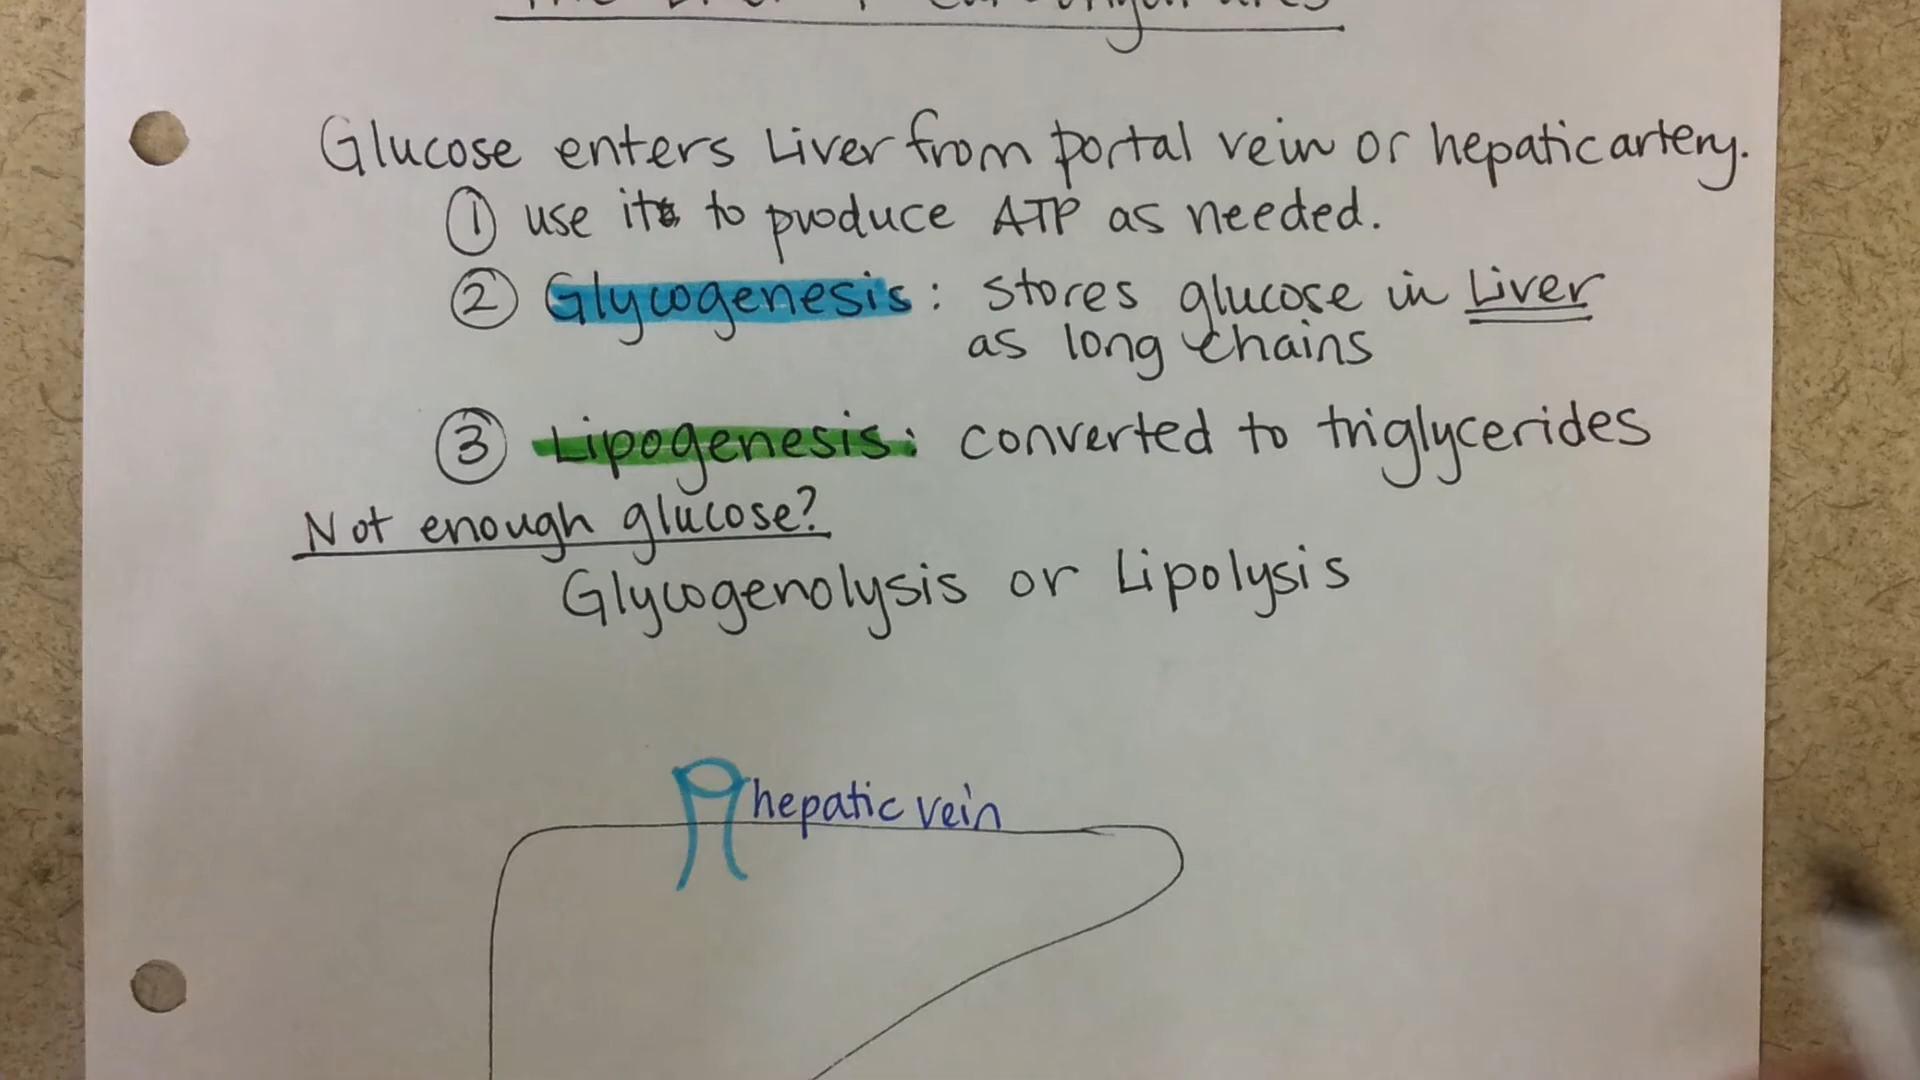 Glucose enters Liver from portal vein or hepatic artery.
① use it to produce ATP as needed.
② Glycogenesis: stores glucose in Liver
as long chains
③ Lipogenesis: converted to triglycerides
Not enough glucose?
Glycogenolysis or Lipolysis
hepatic vein